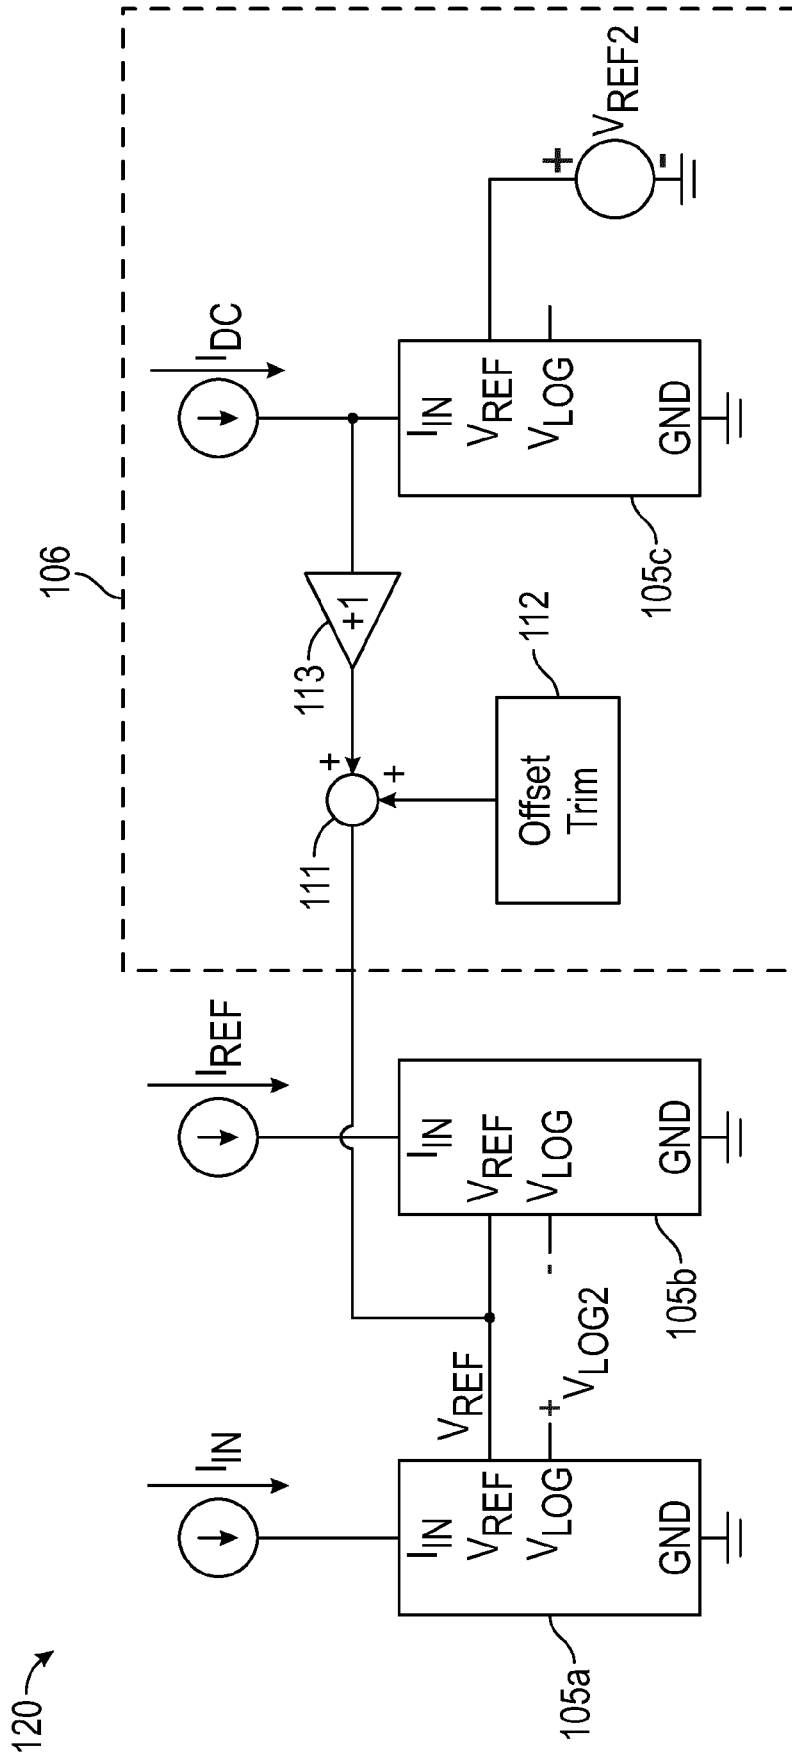 120
106
I_IN
I_REF
I_DC
I_IN
V_REF
V_LOG
GND
105a
V_REF
+
V_LOG2
-
I_IN
V_REF
V_LOG
GND
105b
111
+
+
113
+1
Offset
Trim
112
I_IN
V_REF
V_LOG
GND
105c
+
V_REF2
-